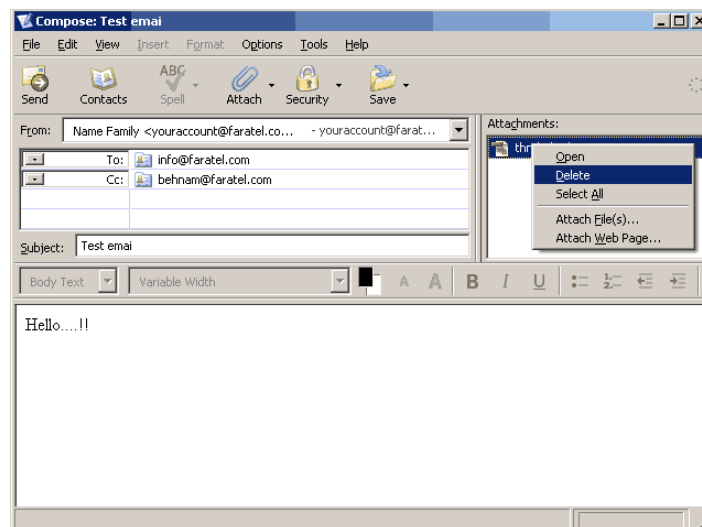 Compose: Test emai
File Edit View Insert Format Options Tools Help
ABC
Send Contacts Spell Attach Security Save
From: Name Family <youraccount@faratel.co... - youraccount@farat...
Attachments:
To: info@faratel.com
Cc: behnam@faratel.com
Open
Delete
Select All
Attach File(s)...
Attach Web Page...
Subject: Test emai
Body Text Variable Width A A B I U
Hello....!!